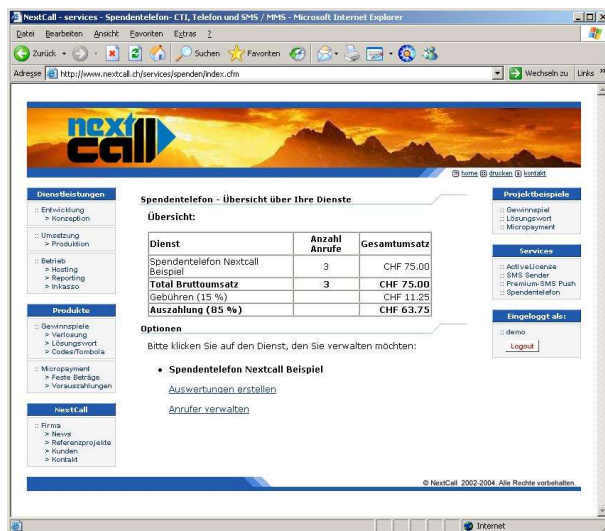 NextCall - services - Spendentelefon- CTI, Telefon und SMS / MMS - Microsoft Internet Explorer
Datei Bearbeiten Ansicht Favoriten Extras ?
Zurück Suchen Favoriten
Adresse http://www.nextcall.ch/services/spenden/index.cfm Wechseln zu Links »
next call
home drucken kontakt
Dienstleistungen
:: Entwicklung
> Konzeption
:: Umsetzung
> Produktion
:: Betrieb
> Hosting
> Reporting
> Inkasso
Produkte
:: Gewinnspiele
> Verlosung
> Lösungswort
> Codes/Tombola
:: Micropayment
> Feste Beträge
> Vorauszahlungen
NextCall
:: Firma
> News
> Referenzprojekte
> Kunden
> Kontakt
Spendentelefon - Übersicht über Ihre Dienste
Übersicht:
Dienst Anzahl Anrufe Gesamtumsatz
Spendentelefon Nextcall Beispiel 3 CHF 75.00
Total Bruttoumsatz 3 CHF 75.00
Gebühren (15 %) CHF 11.25
Auszahlung (85 %) CHF 63.75
Optionen
Bitte klicken Sie auf den Dienst, den Sie verwalten möchten:
• Spendentelefon Nextcall Beispiel
Auswertungen erstellen
Anrufer verwalten
Projektbeispiele
:: Gewinnspiel
:: Lösungswort
:: Micropayment
Services
:: ActiveLicense
:: SMS Sender
:: Premium-SMS Push
:: Spendentelefon
Eingeloggt als:
:: demo
Logout
© NextCall 2002-2004. Alle Rechte vorbehalten.
Internet